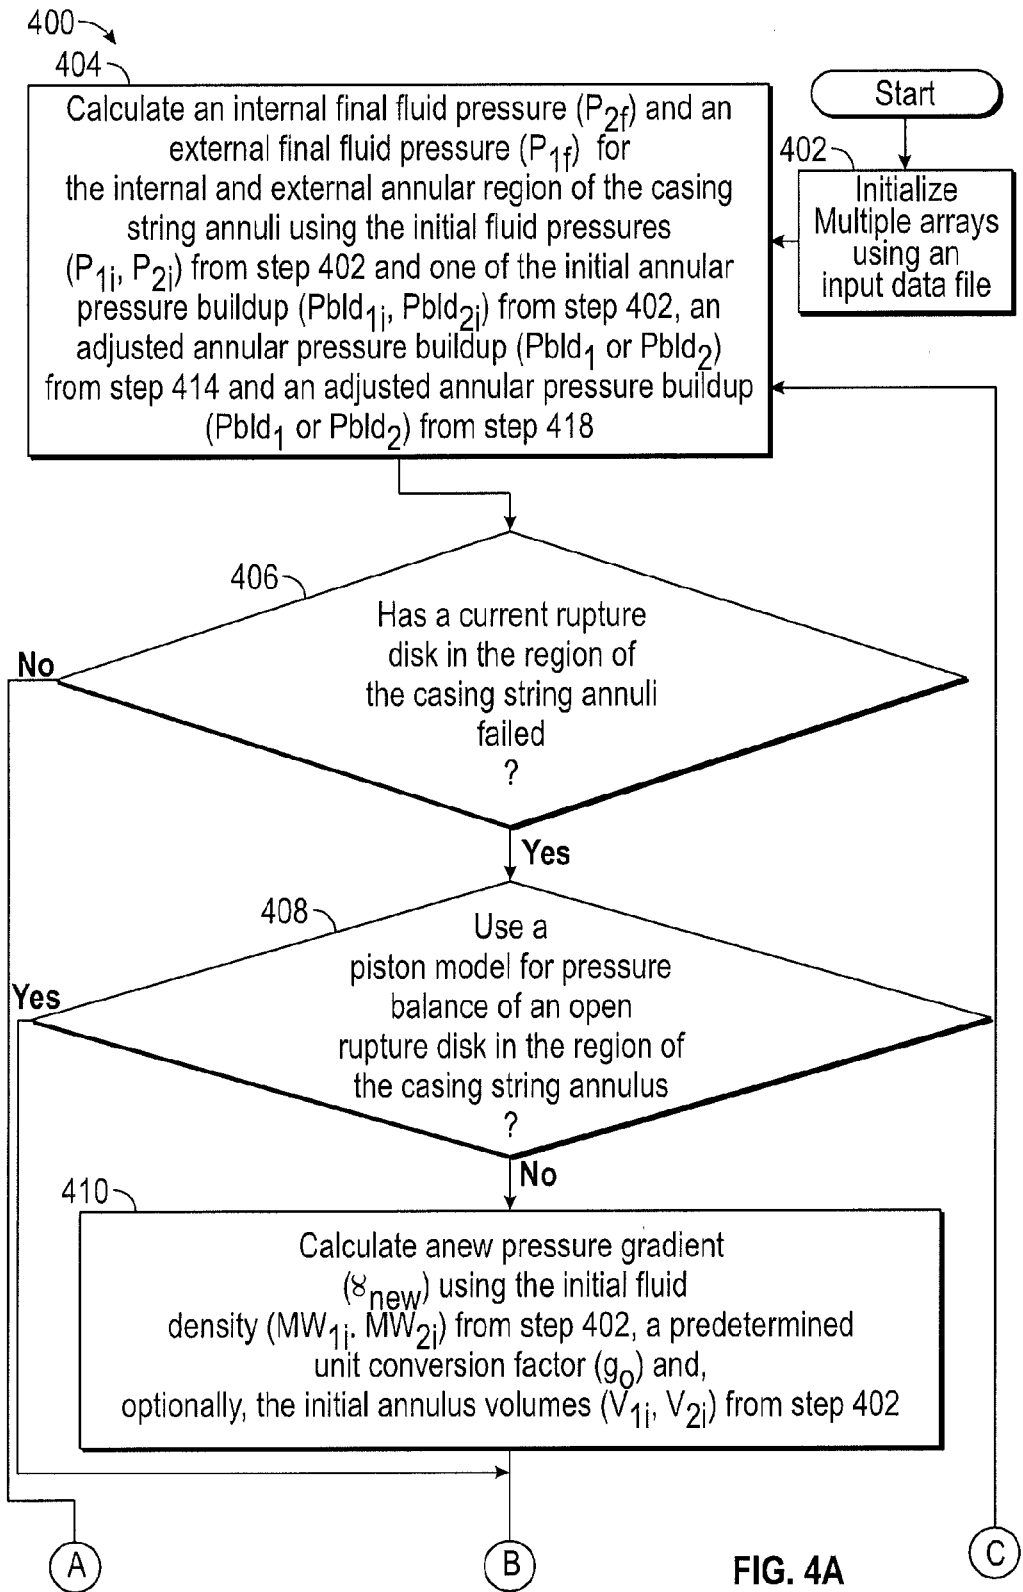 400
404
Calculate an internal final fluid pressure (P2f) and an
external final fluid pressure (P1f) for
the internal and external annular region of the casing
string annuli using the initial fluid pressures
(P1i, P2i) from step 402 and one of the initial annular
pressure buildup (Pbld1i, Pbld2i) from step 402, an
adjusted annular pressure buildup (Pbld1 or Pbld2)
from step 414 and an adjusted annular pressure buildup
(Pbld1 or Pbld2) from step 418
Start
402
Initialize
Multiple arrays
using an
input data file
406
Has a current rupture
disk in the region of
the casing string annuli
failed
?
No
Yes
408
Use a
piston model for pressure
balance of an open
rupture disk in the region of
the casing string annulus
?
Yes
No
410
Calculate anew pressure gradient
(૪new) using the initial fluid
density (MW1i. MW2i) from step 402, a predetermined
unit conversion factor (go) and,
optionally, the initial annulus volumes (V1i, V2i) from step 402
A
B
C
FIG. 4A